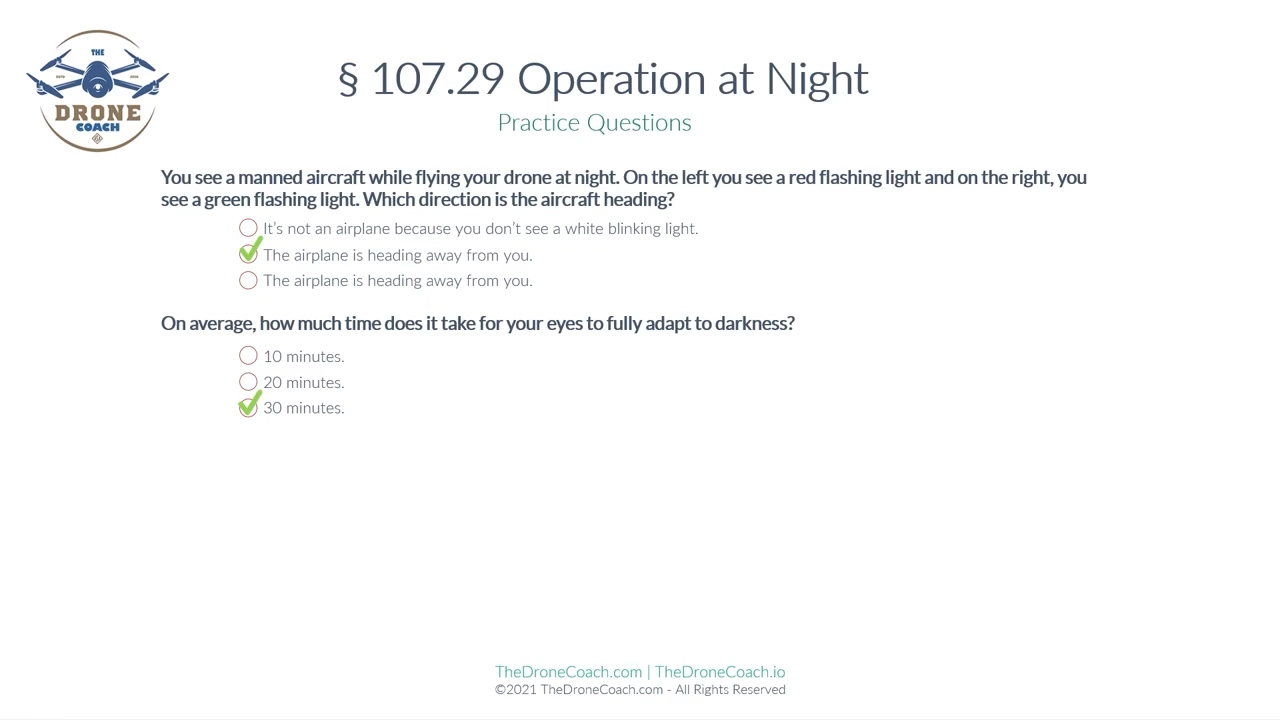 THE
DRONE
COACH
§ 107.29 Operation at Night
Practice Questions
You see a manned aircraft while flying your drone at night. On the left you see a red flashing light and on the right, you
see a green flashing light. Which direction is the aircraft heading?
It's not an airplane because you don't see a white blinking light.
The airplane is heading away from you.
The airplane is heading away from you.
On average, how much time does it take for your eyes to fully adapt to darkness?
10 minutes.
20 minutes.
30 minutes.
TheDroneCoach.com | TheDroneCoach.io
©2021 TheDroneCoach.com - All Rights Reserved